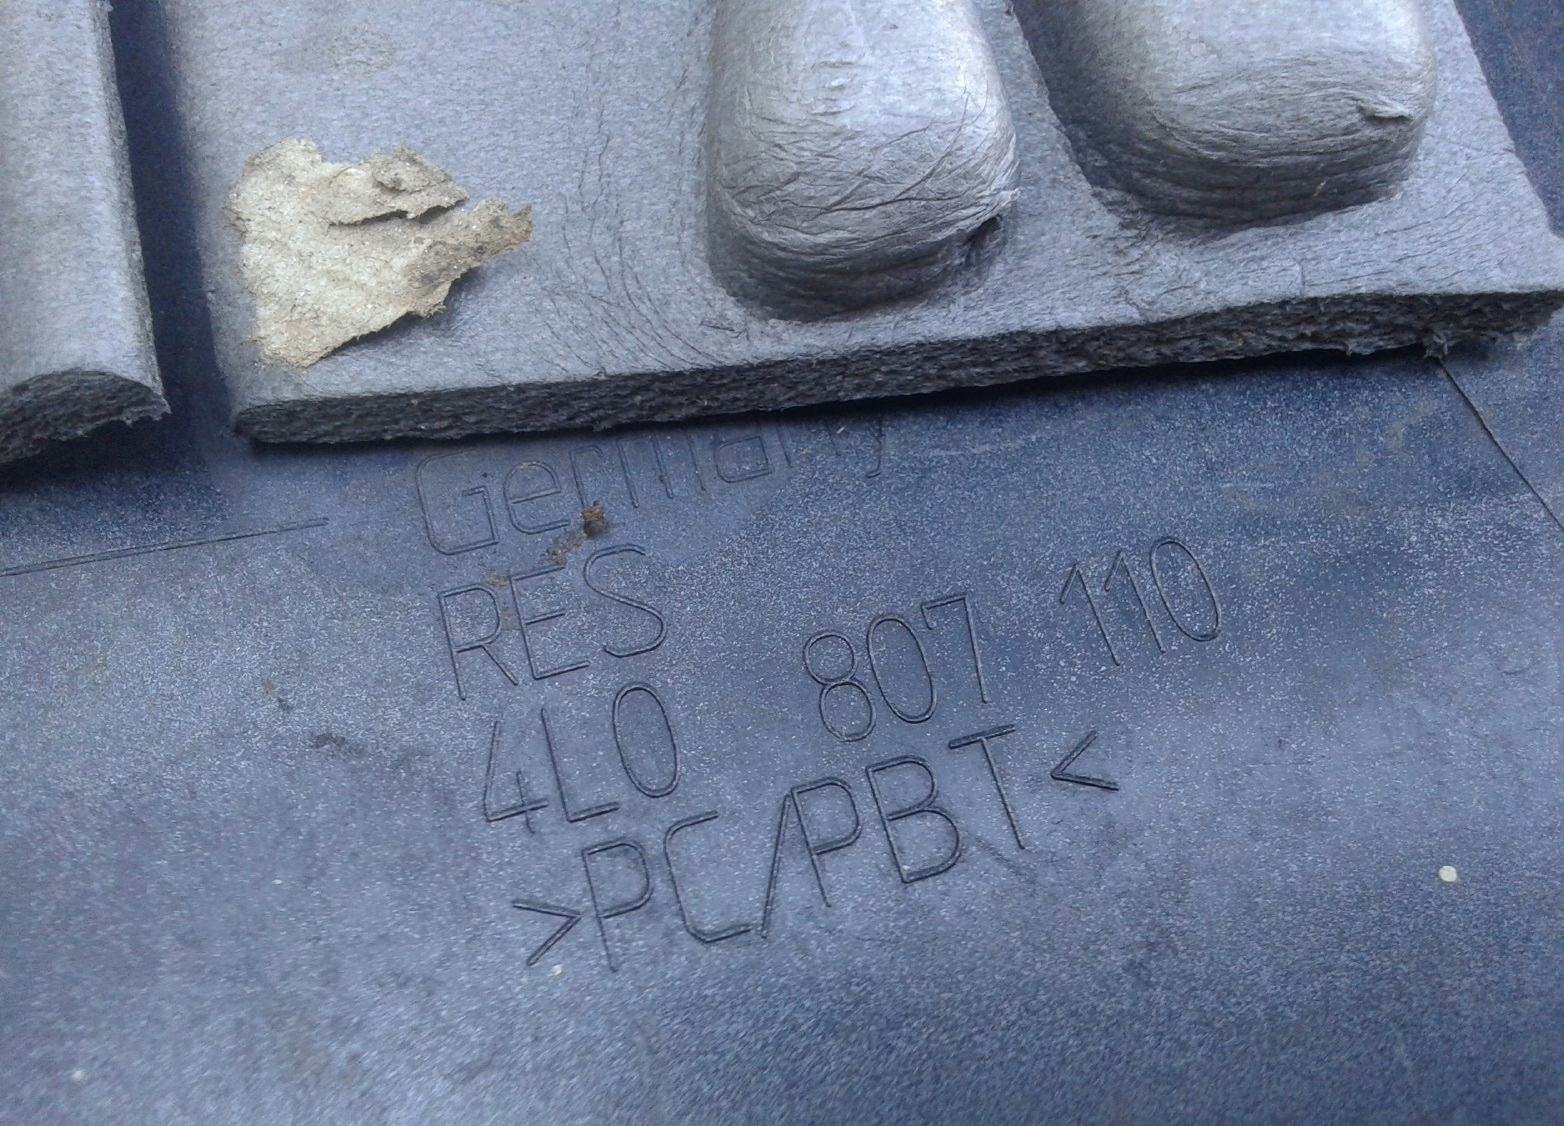 Germany
RES
4L0 807 110
>PC/PBT<